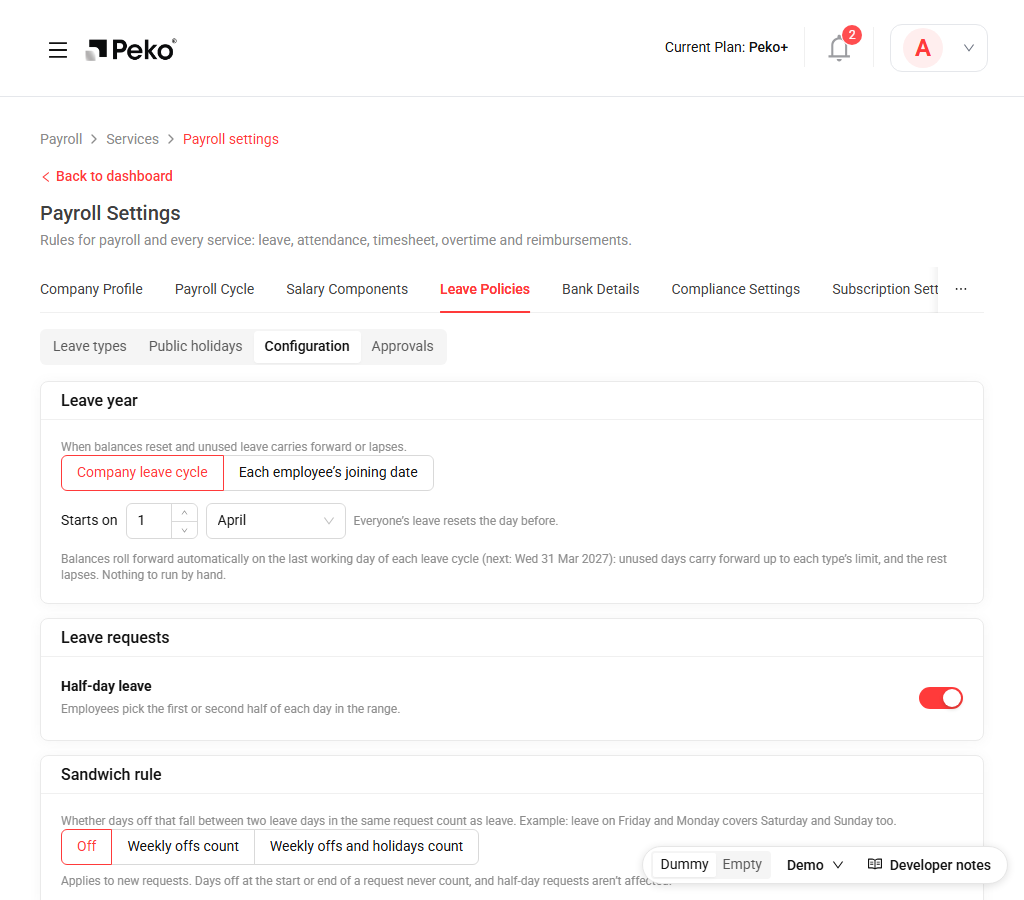 Peko®
Current Plan: Peko+
2
A
Payroll > Services > Payroll settings
< Back to dashboard
Payroll Settings
Rules for payroll and every service: leave, attendance, timesheet, overtime and reimbursements.
Company Profile Payroll Cycle Salary Components Leave Policies Bank Details Compliance Settings Subscription Sett ...
Leave types Public holidays Configuration Approvals
Leave year
When balances reset and unused leave carries forward or lapses.
Company leave cycle Each employee’s joining date
Starts on 1 April Everyone’s leave resets the day before.
Balances roll forward automatically on the last working day of each leave cycle (next: Wed 31 Mar 2027): unused days carry forward up to each type’s limit, and the rest
lapses. Nothing to run by hand.
Leave requests
Half-day leave
Employees pick the first or second half of each day in the range.
Sandwich rule
Whether days off that fall between two leave days in the same request count as leave. Example: leave on Friday and Monday covers Saturday and Sunday too.
Off Weekly offs count Weekly offs and holidays count
Dummy Empty Demo Developer notes
Applies to new requests. Days off at the start or end of a request never count, and half-day requests aren’t affected.